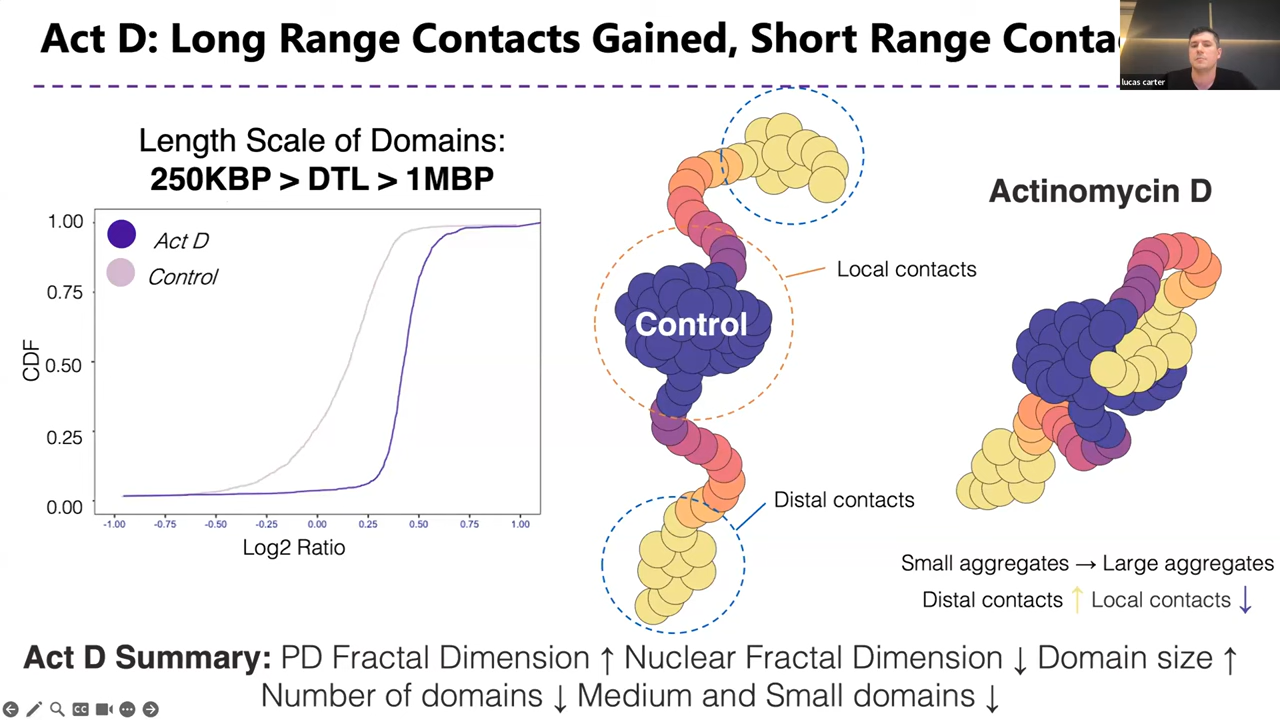 Act D: Long Range Contacts Gained, Short Range
lucas carter
Length Scale of Domains:
250KBP > DTL > 1MBP
1.00
0.75
0.50
0.25
0.00
CDF
Act D
Control
-1.00 -0.75 -0.50 -0.25 0.00 0.25 0.50 0.75 1.00
Log2 Ratio
Control
Local contacts
Distal contacts
Actinomycin D
Small aggregates → Large aggregates
Distal contacts ↑ Local contacts ↓
Act D Summary: PD Fractal Dimension ↑ Nuclear Fractal Dimension ↓ Domain size ↑
Number of domains ↓ Medium and Small domains ↓
CC